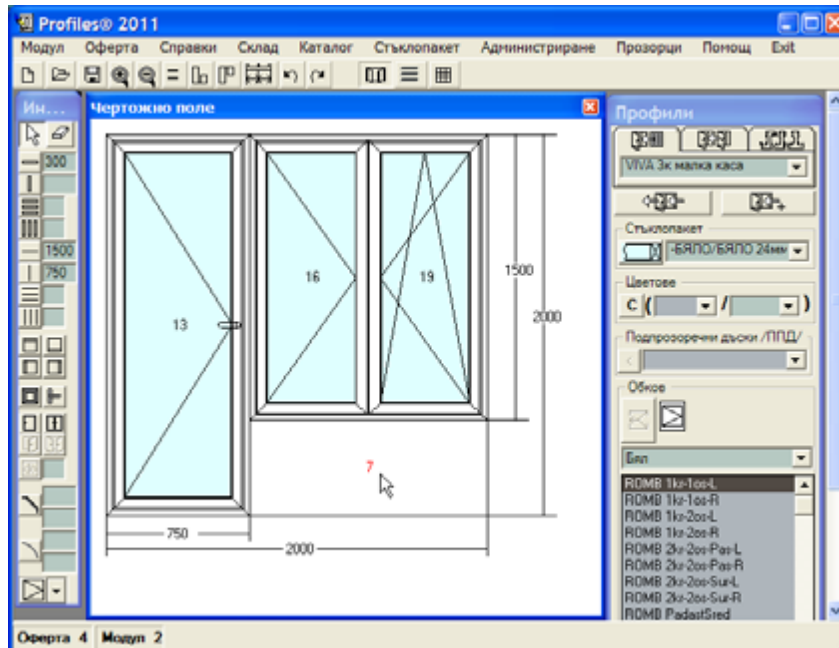 Profiles® 2011
Модул Оферта Справки Склад Каталог Стъклопакет Администриране Прозорци Помощ Exit
Ин...
300
1500
750
Чертожно поле
13
16
19
7
1500
2000
750
2000
Профили
VIVA 3к малка каса
Стъклопакет
-БЯЛО/БЯЛО 24мм
Цветове
C ( / )
Подпрозоречни дъски /ППД/
<
Обков
Бял
ROMB 1kr-1os-L
ROMB 1kr-1os-R
ROMB 1kr-2os-L
ROMB 1kr-2os-R
ROMB 2kr-2os-Pas-L
ROMB 2kr-2os-Pas-R
ROMB 2kr-2os-Sur-L
ROMB 2kr-2os-Sur-R
ROMB PadastSred
Оферта 4 Модул 2